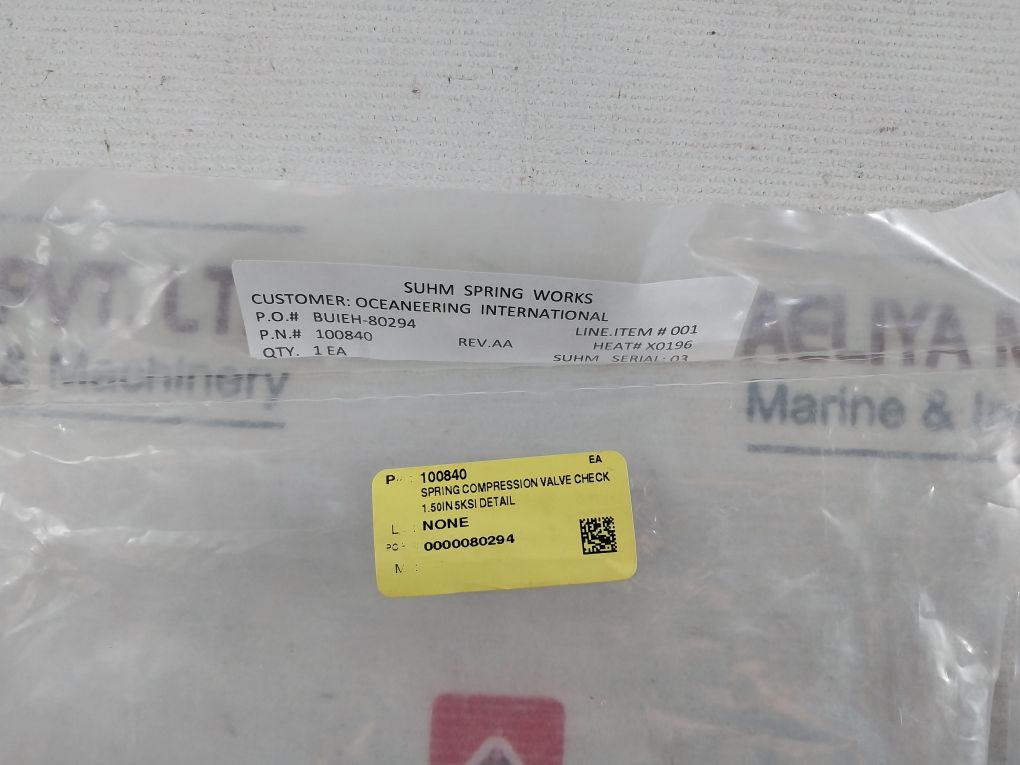 SUHM SPRING WORKS
CUSTOMER: OCEANEERING INTERNATIONAL
P.O.# BUIEH-80294
LINE.ITEM # 001
P.N.# 100840
REV.AA
HEAT# X0196
QTY. 1 EA
SUHM SERIAL: 03
PVT. LT
& Machinery
AELIYA
Marine &
EA
100840
SPRING COMPRESSION VALVE CHECK
1.50IN 5KSI DETAIL
NONE
0000080294